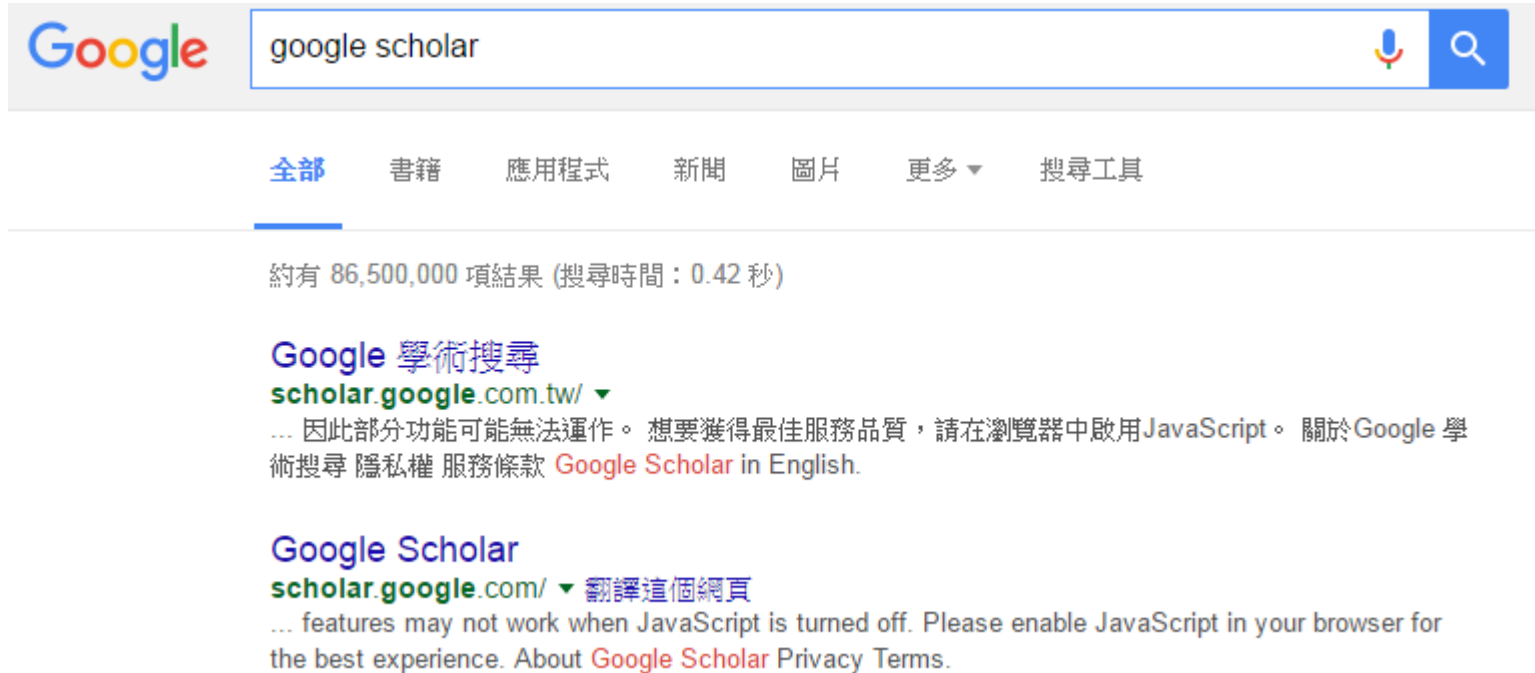 Google google scholar
全部 書籍 應用程式 新聞 圖片 更多 搜尋工具
約有 86,500,000 項結果 (搜尋時間：0.42 秒)
Google 學術搜尋
scholar.google.com.tw/
... 因此部分功能可能無法運作。 想要獲得最佳服務品質，請在瀏覽器中啟用JavaScript。 關於Google 學
術搜尋 隱私權 服務條款 Google Scholar in English.
Google Scholar
scholar.google.com/ 翻譯這個網頁
... features may not work when JavaScript is turned off. Please enable JavaScript in your browser for
the best experience. About Google Scholar Privacy Terms.